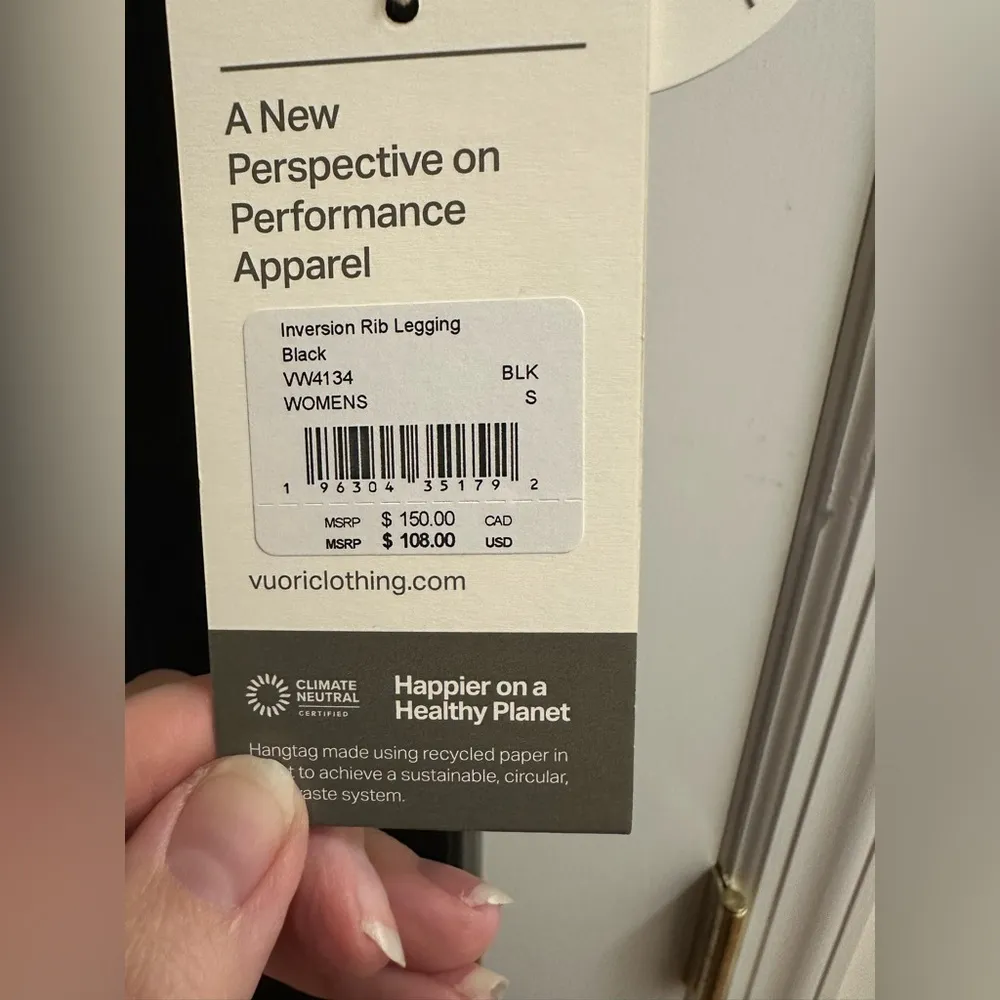 A New
Perspective on
Performance
Apparel
Inversion Rib Legging
Black
VW4134 BLK
WOMENS S
1 96304 35179 2
MSRP $ 150.00 CAD
MSRP $ 108.00 USD
vuoriclothing.com
CLIMATE
NEUTRAL
CERTIFIED
Happier on a
Healthy Planet
Hangtag made using recycled paper in
to achieve a sustainable, circular,
system.